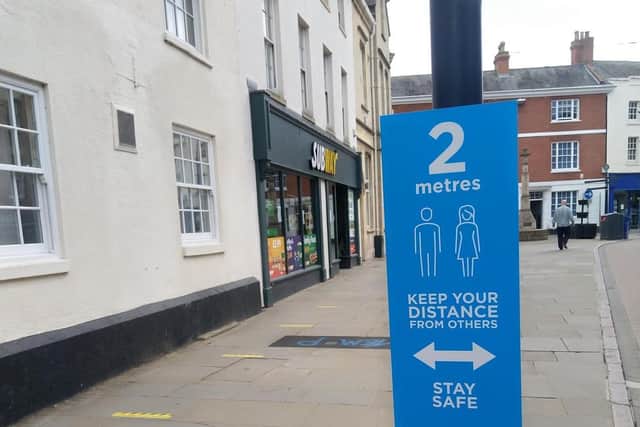 SUBWAY
2
metres
KEEP YOUR
DISTANCE
FROM OTHERS
STAY
SAFE